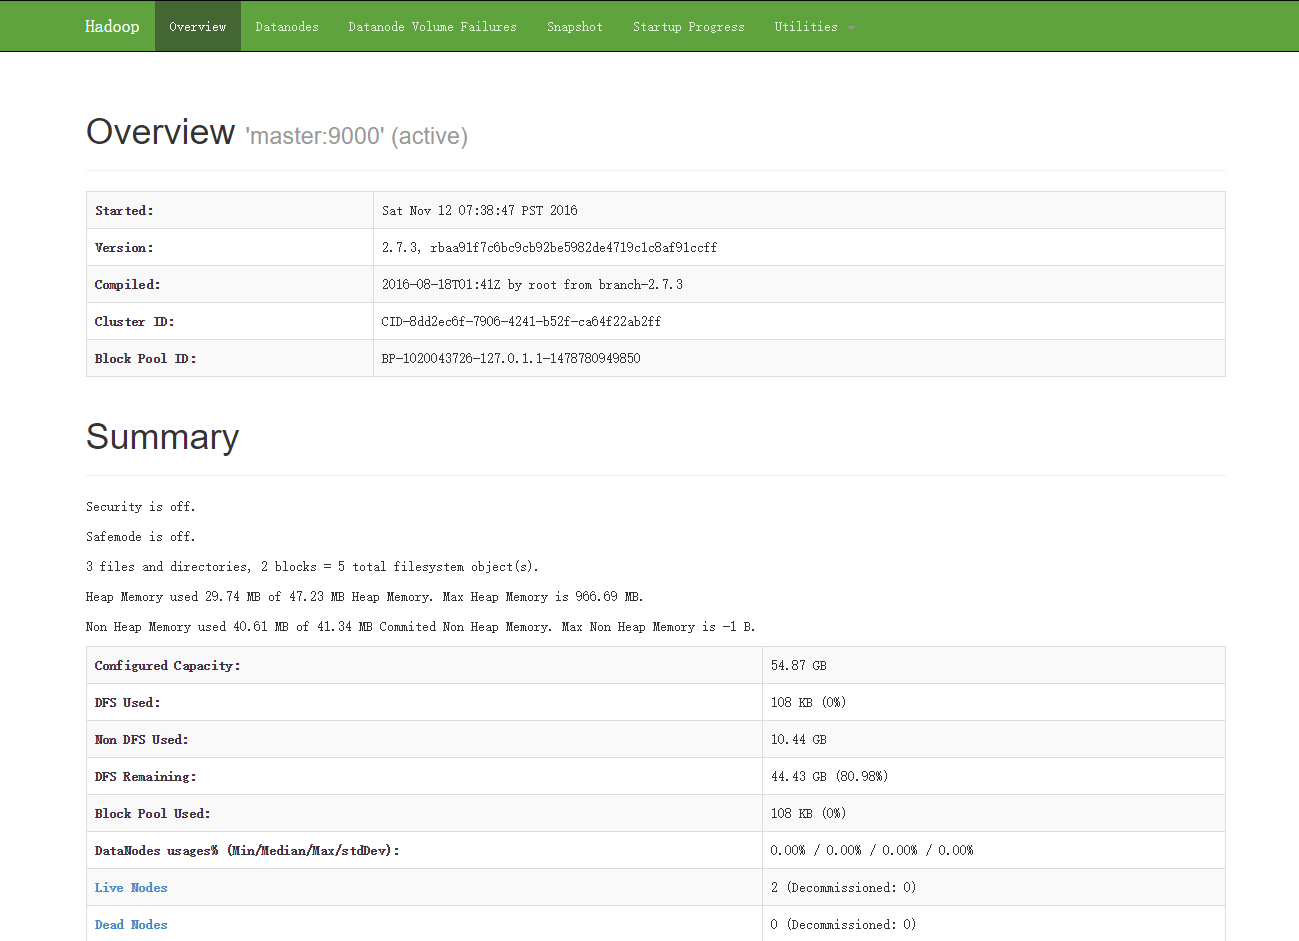 Hadoop Overview Datanodes Datanode Volume Failures Snapshot Startup Progress Utilities
Overview 'master:9000' (active)
Started: Sat Nov 12 07:38:47 PST 2016
Version: 2.7.3, rbaa91f7c6bc9cb92be5982de4719c1c8af91ccff
Compiled: 2016-08-18T01:41Z by root from branch-2.7.3
Cluster ID: CID-8dd2ec6f-7906-4241-b52f-ca64f22ab2ff
Block Pool ID: BP-1020043726-127.0.1.1-1478780949850
Summary
Security is off.
Safemode is off.
3 files and directories, 2 blocks = 5 total filesystem object(s).
Heap Memory used 29.74 MB of 47.23 MB Heap Memory. Max Heap Memory is 966.69 MB.
Non Heap Memory used 40.61 MB of 41.34 MB Commited Non Heap Memory. Max Non Heap Memory is -1 B.
Configured Capacity: 54.87 GB
DFS Used: 108 KB (0%)
Non DFS Used: 10.44 GB
DFS Remaining: 44.43 GB (80.98%)
Block Pool Used: 108 KB (0%)
DataNodes usages% (Min/Median/Max/stdDev): 0.00% / 0.00% / 0.00% / 0.00%
Live Nodes 2 (Decommissioned: 0)
Dead Nodes 0 (Decommissioned: 0)